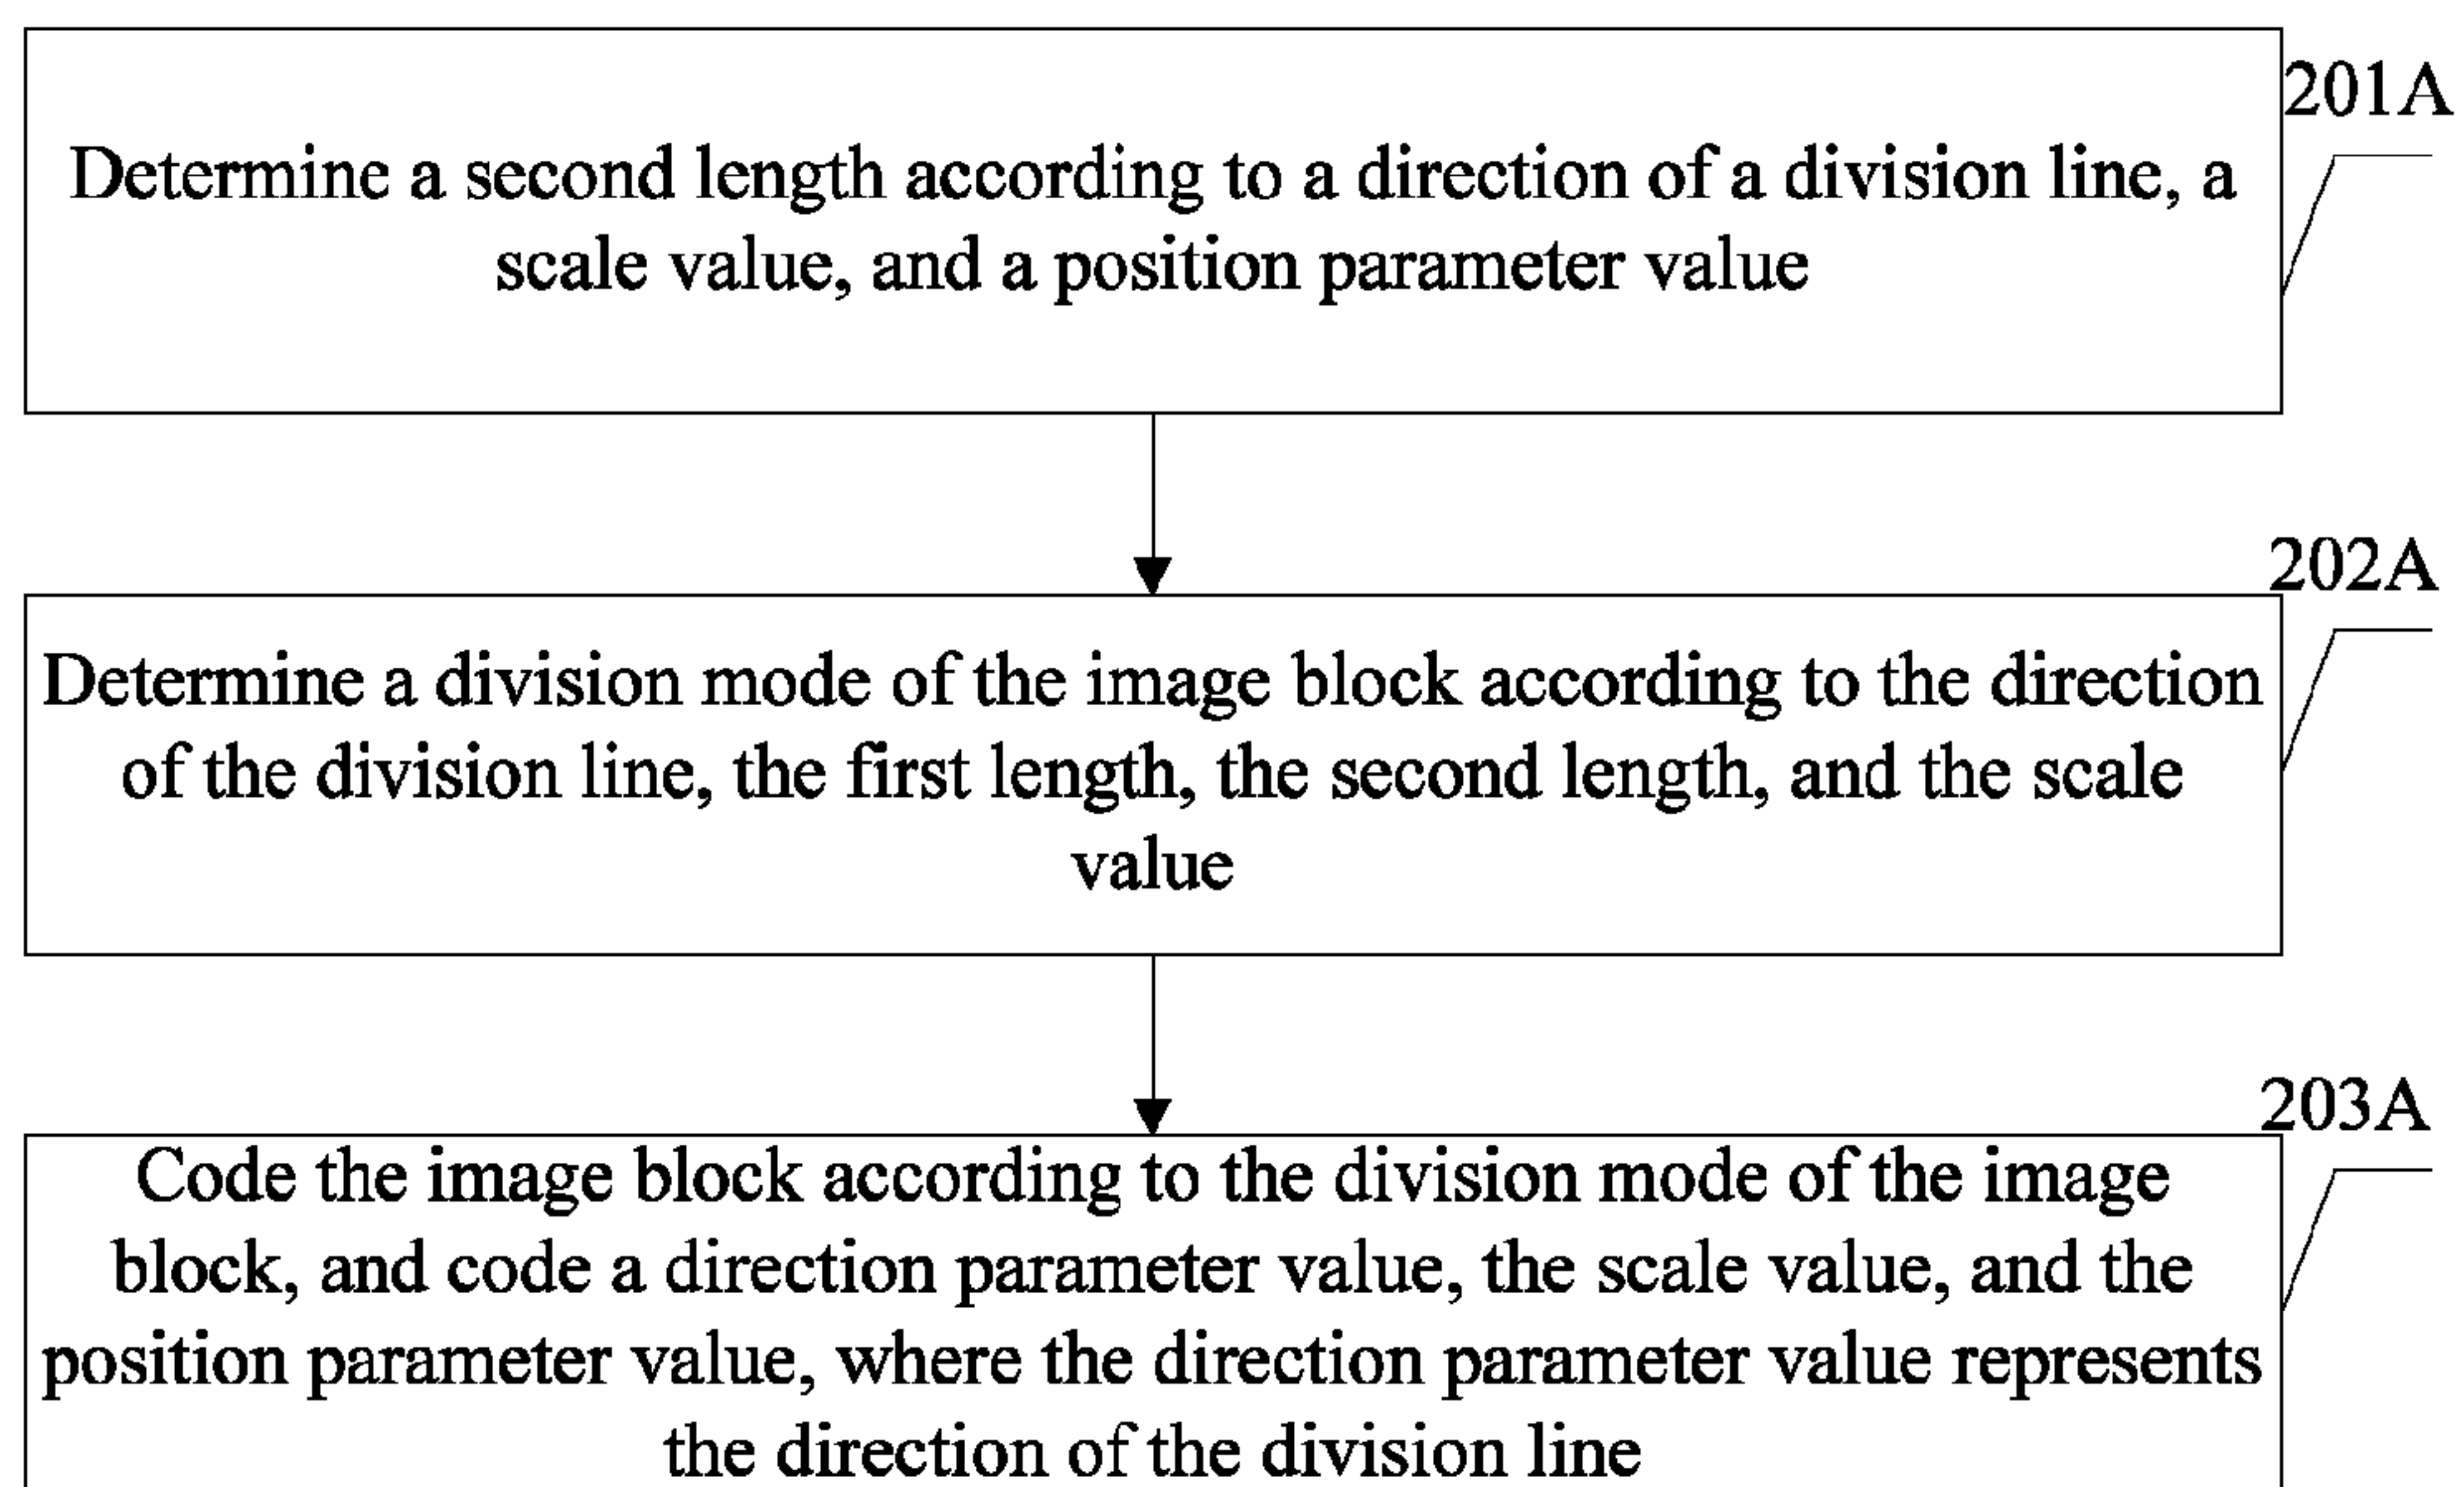 201A
Determine a second length according to a direction of a division line, a
scale value, and a position parameter value
202A
Determine a division mode of the image block according to the direction
of the division line, the first length, the second length, and the scale
value
203A
Code the image block according to the division mode of the image
block, and code a direction parameter value, the scale value, and the
position parameter value, where the direction parameter value represents
the direction of the division line